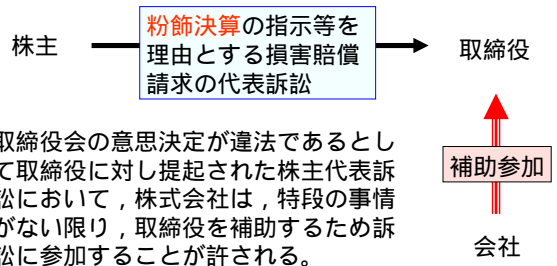 株主
粉飾決算の指示等を
理由とする損害賠償
請求の代表訴訟
取締役
取締役会の意思決定が違法であるとし
て取締役に対し提起された株主代表訴
訟において，株式会社は，特段の事情
がない限り，取締役を補助するため訴
訟に参加することが許される。
補助参加
会社